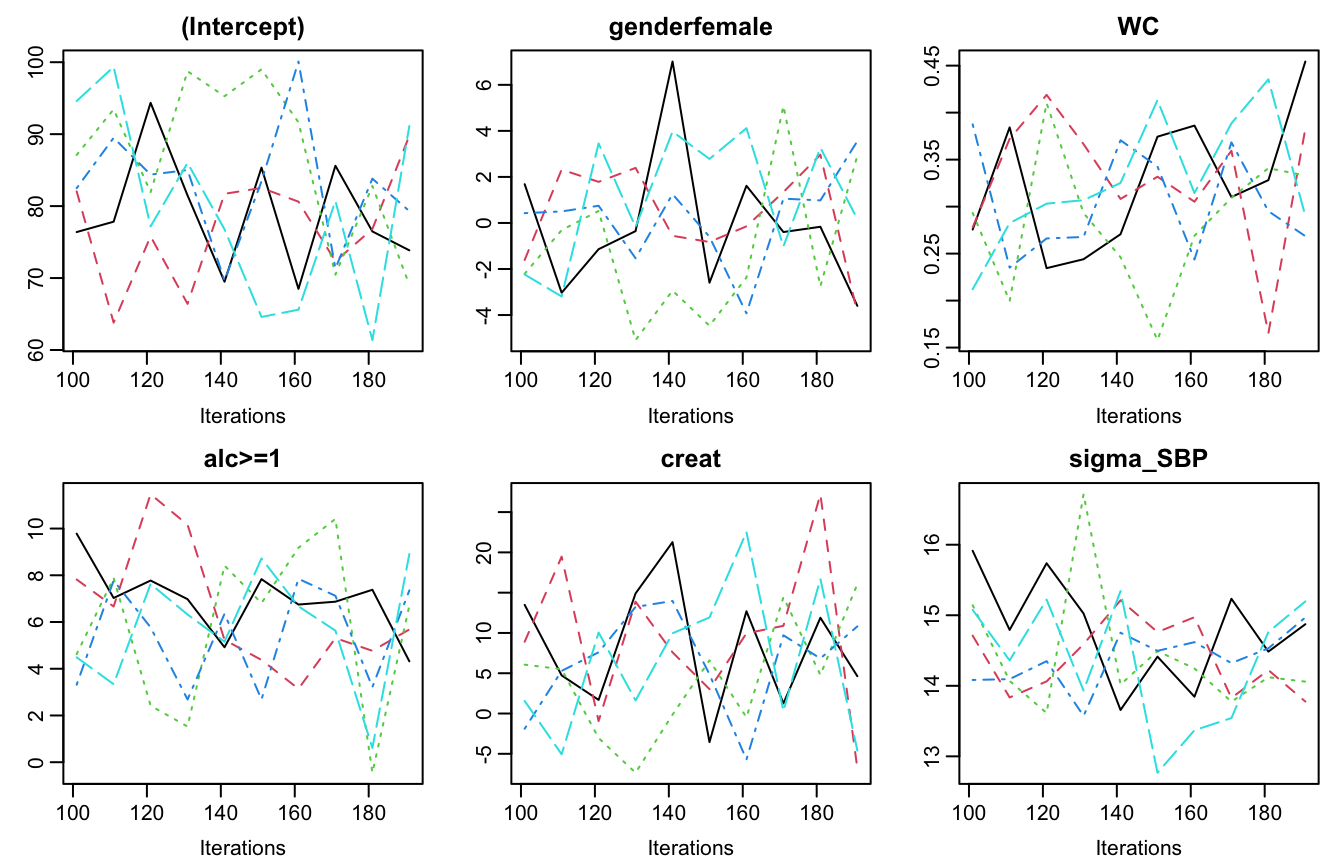 (Intercept)
100
90
80
70
60
100 120 140 160 180
Iterations
genderfemale
6
4
2
0
-2
-4
100 120 140 160 180
Iterations
WC
0.45
0.35
0.25
0.15
100 120 140 160 180
Iterations
alc>=1
10
8
6
4
2
0
100 120 140 160 180
Iterations
creat
20
10
5
0
-5
100 120 140 160 180
Iterations
sigma_SBP
16
15
14
13
100 120 140 160 180
Iterations